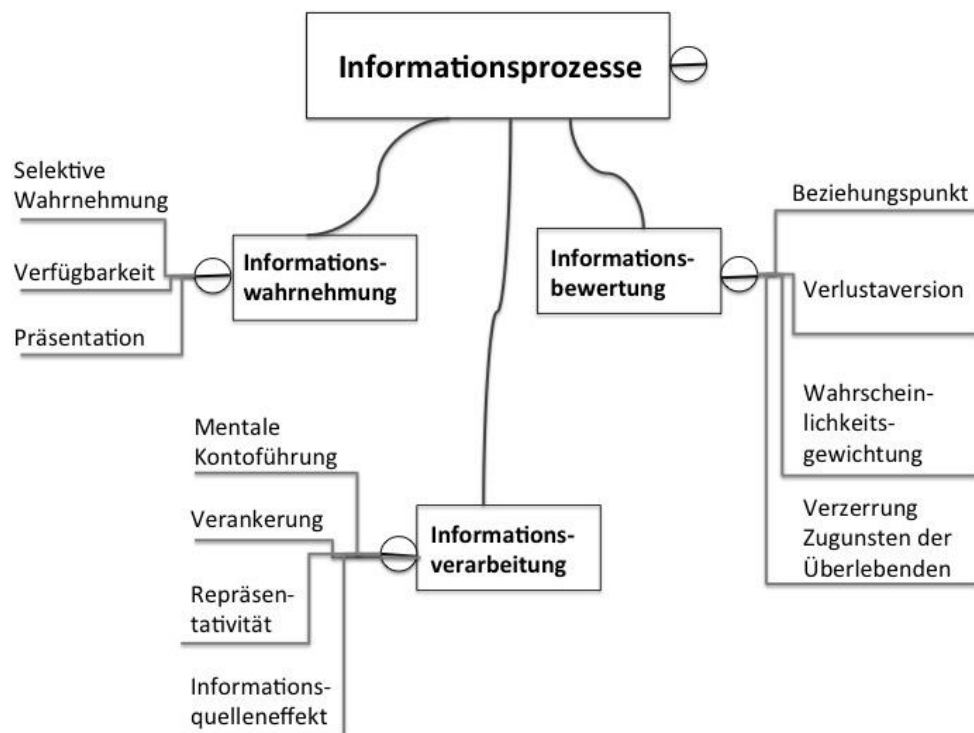 Informationsprozesse
Selektive
Wahrnehmung
Verfügbarkeit
Präsentation
Informations-
wahrnehmung
Informations-
bewertung
Beziehungspunkt
Verlustaversion
Wahrschein-
lichkeits-
gewichtung
Verzerrung
Zugunsten der
Überlebenden
Mentale
Kontoführung
Verankerung
Repräsen-
tativität
Informations-
quelleneffekt
Informations-
verarbeitung